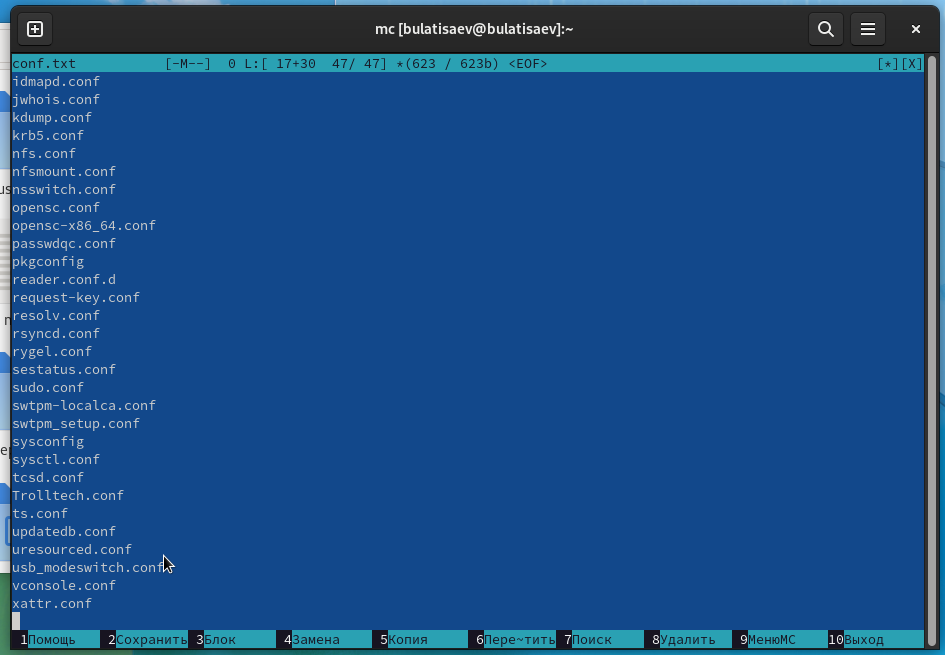 mc [bulatisaev@bulatisaev]:~
conf.txt [-M--] 0 L:[ 17+30 47/ 47] *(623 / 623b) <EOF> [*][X]
idmapd.conf
jwhois.conf
kdump.conf
krb5.conf
nfs.conf
nfsmount.conf
nsswitch.conf
opensc.conf
opensc-x86_64.conf
passwdqc.conf
pkgconfig
reader.conf.d
request-key.conf
resolv.conf
rsyncd.conf
rygel.conf
sestatus.conf
sudo.conf
swtpm-localca.conf
swtpm_setup.conf
sysconfig
sysctl.conf
tcsd.conf
Trolltech.conf
ts.conf
updatedb.conf
uresourced.conf
usb_modeswitch.conf
vconsole.conf
xattr.conf
1Помощь 2Сохранить 3Блок 4Замена 5Копия 6Пере~тить 7Поиск 8Удалить 9МенюMC 10Выход